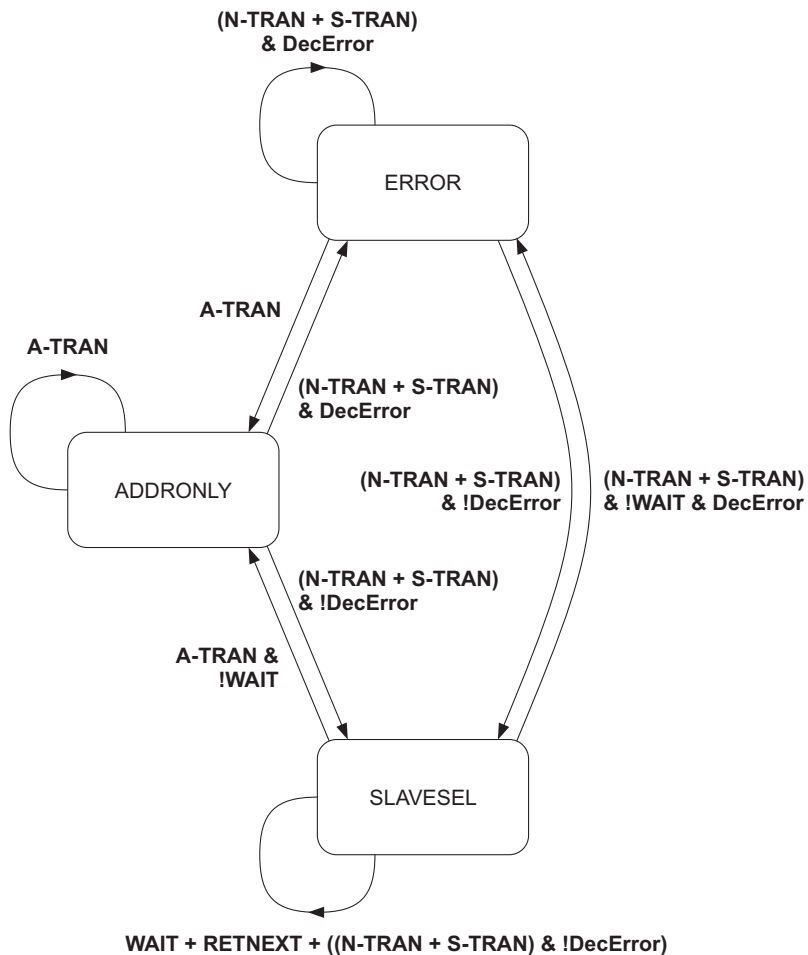 (N-TRAN + S-TRAN)
& DecError
ERROR
A-TRAN
A-TRAN
(N-TRAN + S-TRAN)
& DecError
ADDRONLY
(N-TRAN + S-TRAN)
& !DecError
(N-TRAN + S-TRAN)
& !WAIT & DecError
(N-TRAN + S-TRAN)
& !DecError
A-TRAN &
!WAIT
SLAVESEL
WAIT + RETNEXT + ((N-TRAN + S-TRAN) & !DecError)